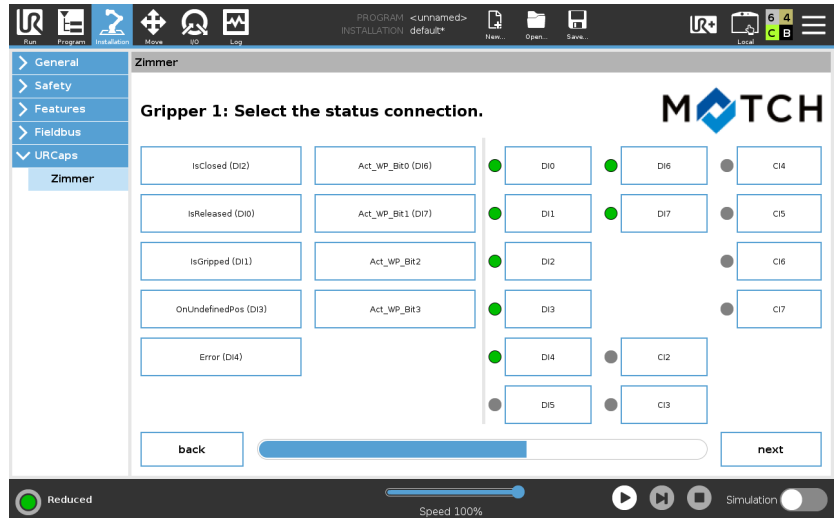 UR
Run
Program
Installation
Move
I/O
Log
PROGRAM <unnamed>
INSTALLATION default*
New...
Open...
Save...
UR+
Local
6 4
C B
General
Safety
Features
Fieldbus
URCaps
Zimmer
Zimmer
Gripper 1: Select the status connection.
MATCH
IsClosed (DI2)
Act_WP_Bit0 (DI6)
DI0
DI6
CI4
IsReleased (DI0)
Act_WP_Bit1 (DI7)
DI1
DI7
CI5
IsGripped (DI1)
Act_WP_Bit2
DI2
CI6
OnUndefinedPos (DI3)
Act_WP_Bit3
DI3
CI7
Error (DI4)
DI4
CI2
DI5
CI3
back
next
Reduced
Speed 100%
Simulation